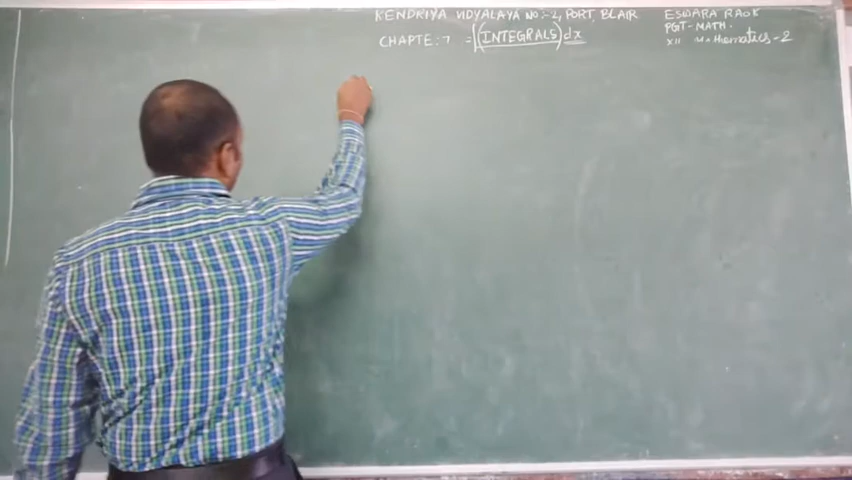 KENDRIYA VIDYALAYA NO:-2, PORT BLAIR
CHAPTE:7 = ∫(INTEGRALS)dx
ESWARA RAO K
PGT-MATH.
XII Mathematics-2